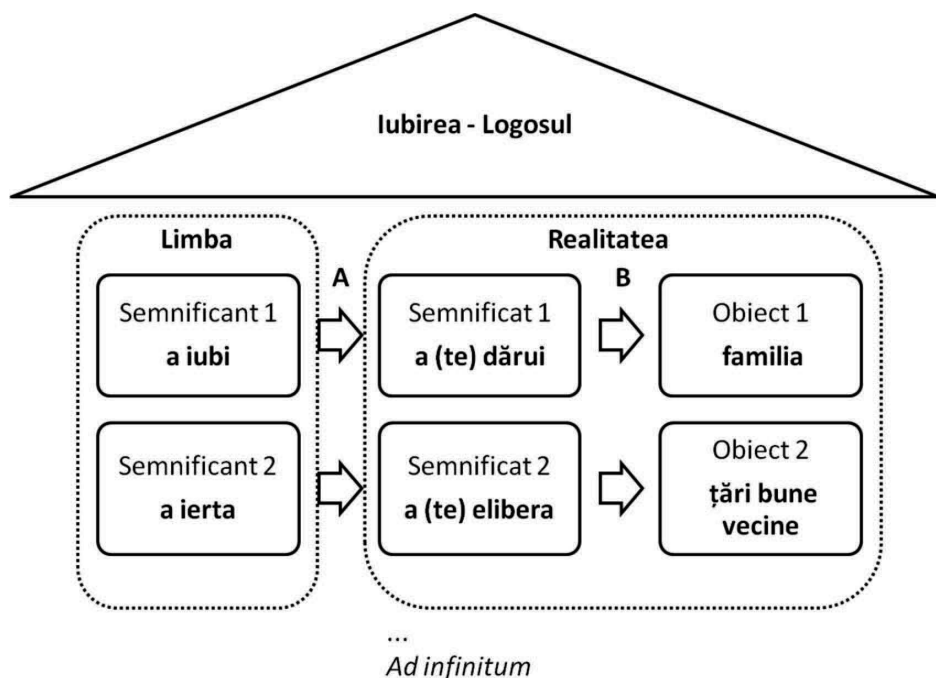 Iubirea - Logosul
Limba
Realitatea
A
B
Semnificant 1
a iubi
Semnificat 1
a (te) dărui
Obiect 1
familia
Semnificant 2
a ierta
Semnificat 2
a (te) elibera
Obiect 2
țări bune
vecine
...
Ad infinitum